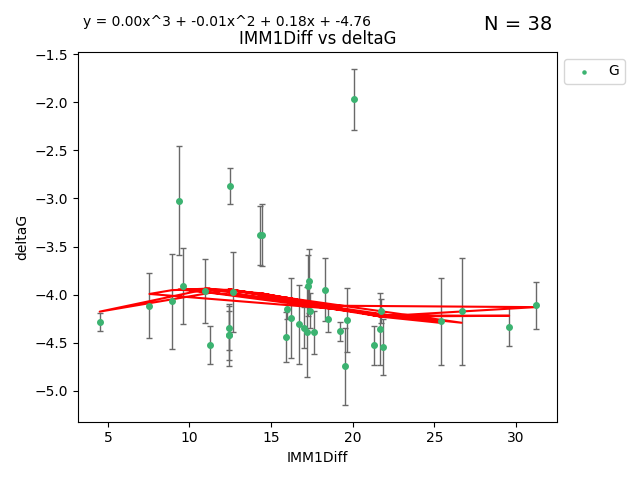 y = 0.00x^3 + -0.01x^2 + 0.18x + -4.76
N = 38
IMM1Diff vs deltaG
G
deltaG
−1.5
−2.0
−2.5
−3.0
−3.5
−4.0
−4.5
−5.0
5 10 15 20 25 30
IMM1Diff